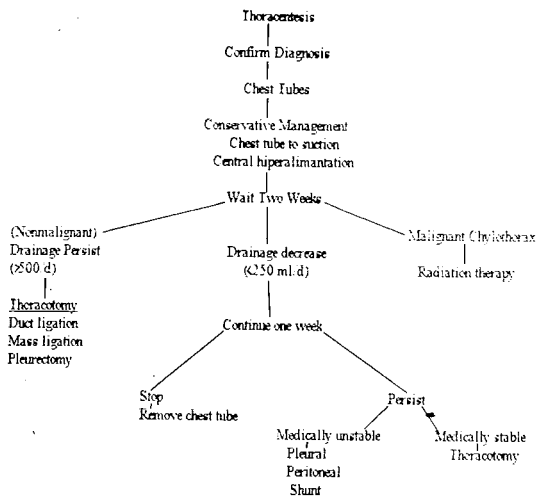 Thoracentesis
Confirm Diagnosis
Chest Tubes
Conservative Management
Chest tube to suction
Central hiperalimantation
Wait Two Weeks
(Nonmalignant)
Drainage Persist
(>500 d)
Thoracotomy
Duct ligation
Mass ligation
Pleurectomy
Drainage decrease
(<250 ml/d)
Malignant Chylothorax
Radiation therapy
Continue one week
Stop
Remove chest tube
Persist
Medically unstable
Pleural
Peritoneal
Shunt
Medically stable
Thoracotomy